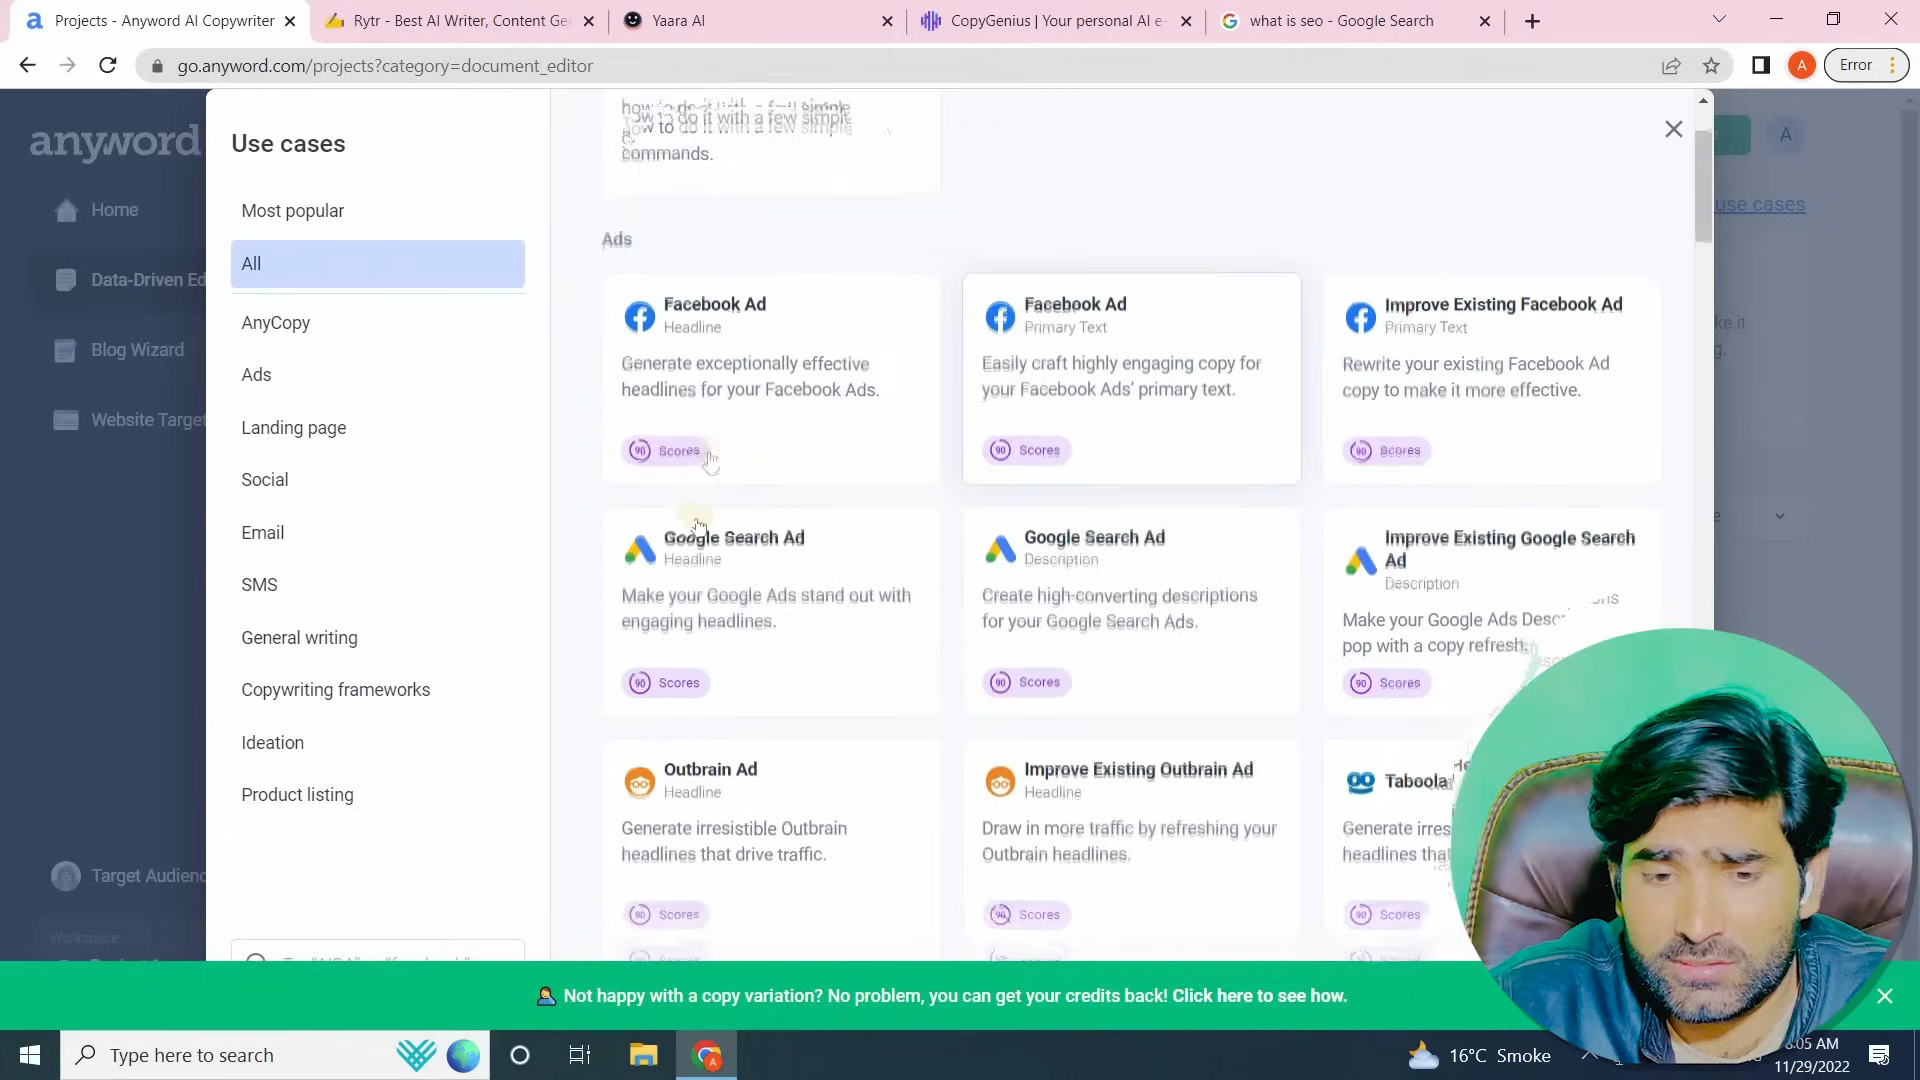 Projects - Anyword AI Copywriter
Rytr - Best AI Writer, Content Ge
Yaara AI
CopyGenius | Your personal AI e-
what is seo - Google Search
go.anyword.com/projects?category=document_editor
A
Error
anyword
Use cases
Most popular
All
AnyCopy
Ads
Landing page
Social
Email
SMS
General writing
Copywriting frameworks
Ideation
Product listing
Home
Data-Driven Ed
Blog Wizard
Website Target
Target Audienc
Workspace
how to do it with a few simple
commands.
A
use cases
Ads
Facebook Ad
Headline
Generate exceptionally effective
headlines for your Facebook Ads.
90 Scores
Facebook Ad
Primary Text
Easily craft highly engaging copy for
your Facebook Ads' primary text.
90 Scores
Improve Existing Facebook Ad
Primary Text
Rewrite your existing Facebook Ad
copy to make it more effective.
90 Scores
Google Search Ad
Headline
Make your Google Ads stand out with
engaging headlines.
90 Scores
Google Search Ad
Description
Create high-converting descriptions
for your Google Search Ads.
90 Scores
Improve Existing Google Search
Ad
Description
Make your Google Ads Desc
pop with a copy refresh.
90 Scores
Outbrain Ad
Headline
Generate irresistible Outbrain
headlines that drive traffic.
90 Scores
Improve Existing Outbrain Ad
Headline
Draw in more traffic by refreshing your
Outbrain headlines.
90 Scores
Taboola
Generate irres
headlines that
90 Scores
Not happy with a copy variation? No problem, you can get your credits back! Click here to see how.
Type here to search
16°C Smoke
:05 AM
11/29/2022